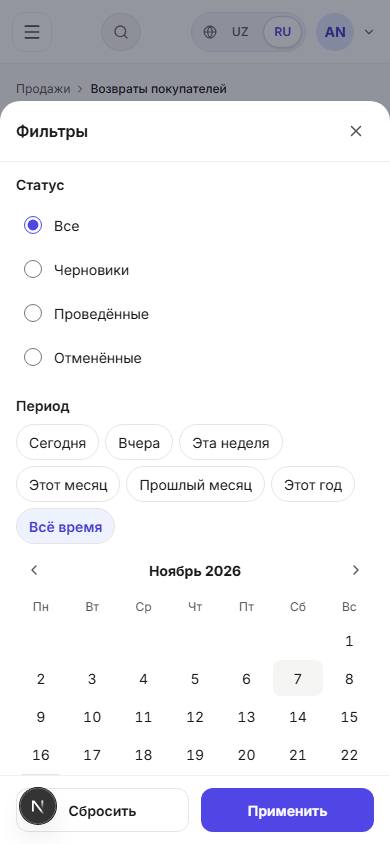 UZ RU AN
Продажи > Возвраты покупателей
Фильтры
Статус
Все
Черновики
Проведённые
Отменённые
Период
Сегодня Вчера Эта неделя
Этот месяц Прошлый месяц Этот год
Всё время
Ноябрь 2026
Пн Вт Ср Чт Пт Сб Вс
1
2 3 4 5 6 7 8
9 10 11 12 13 14 15
16 17 18 19 20 21 22
N Сбросить Применить